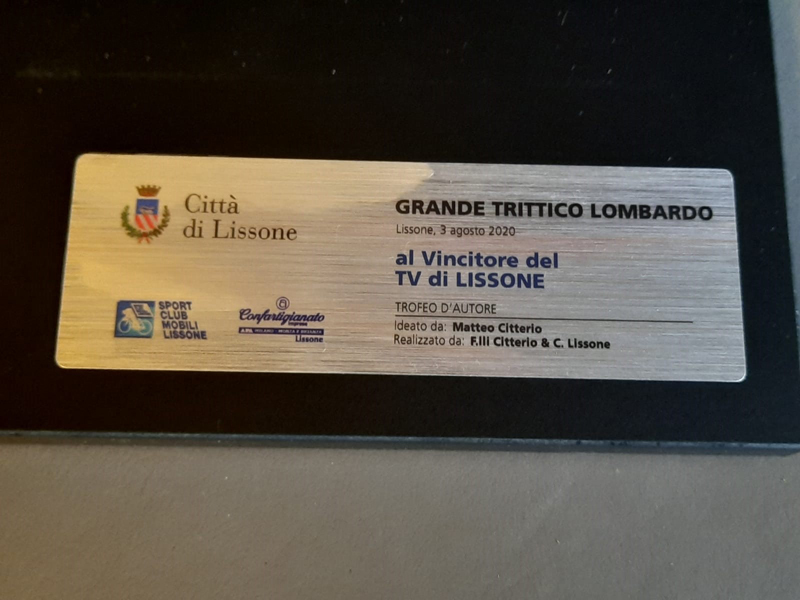 Città
di Lissone
SPORT
CLUB
MOBILI
LISSONE
Confartigianato
Imprese
Lissone
GRANDE TRITTICO LOMBARDO
Lissone, 3 agosto 2020
al Vincitore del
TV di LISSONE
TROFEO D'AUTORE
Ideato da: Matteo Citterio
Realizzato da: F.lli Citterio & C. Lissone